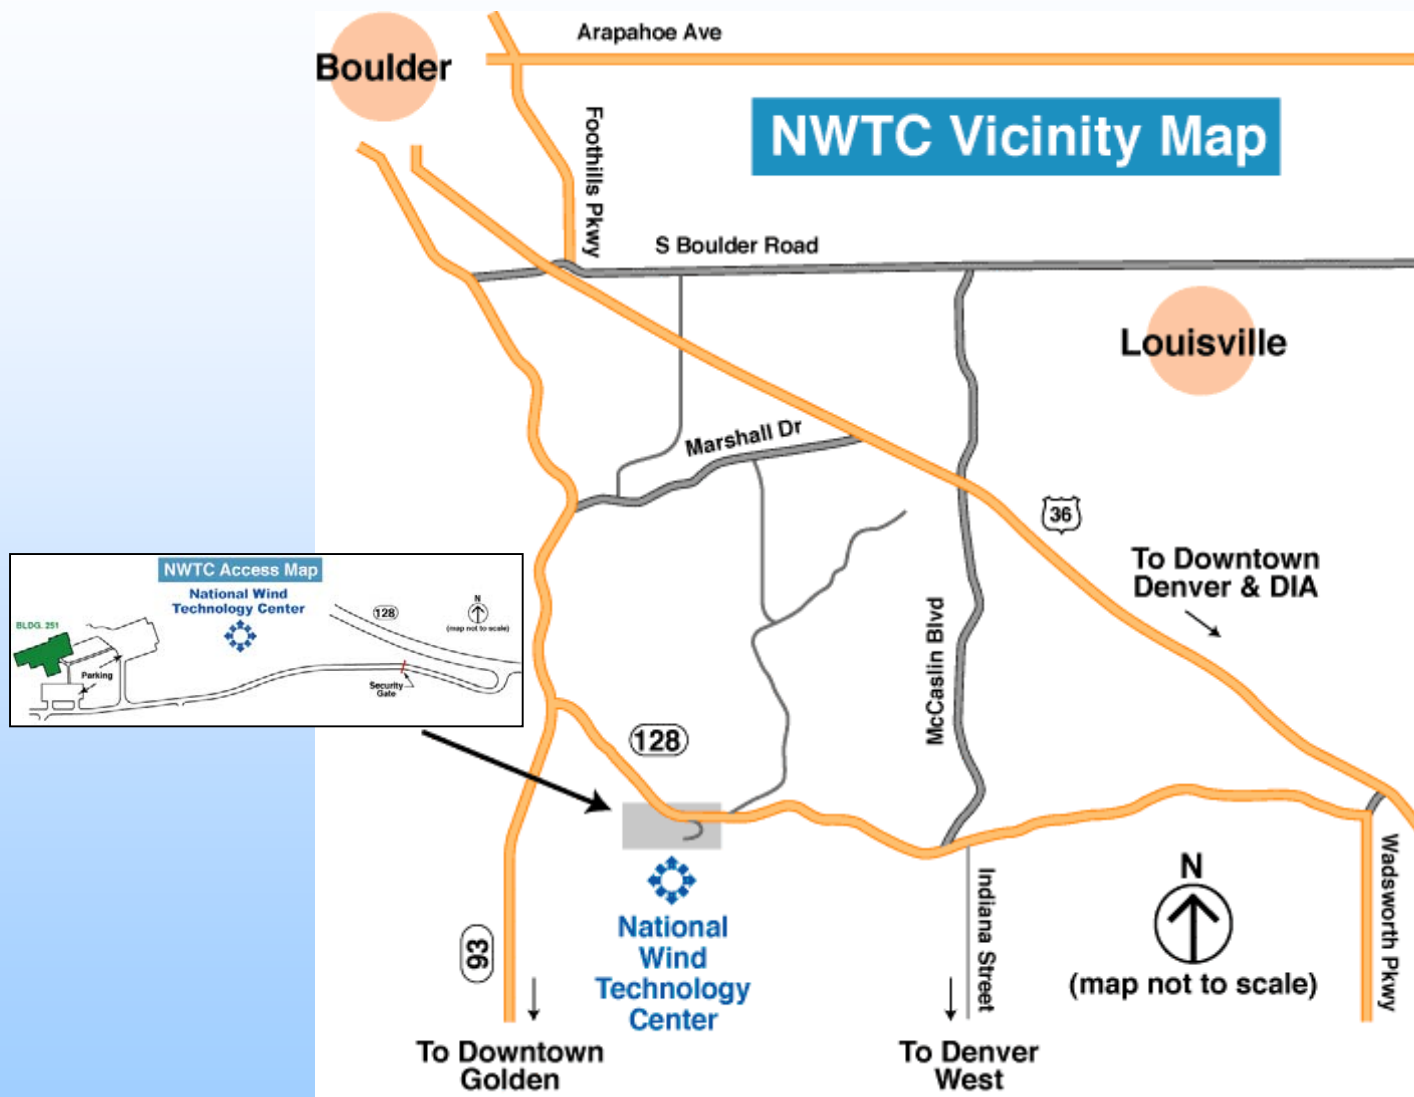 Arapahoe Ave
Boulder
NWTC Vicinity Map
Foothills Pkwy
S Boulder Road
Louisville
Marshall Dr
36
To Downtown
Denver & DIA
NWTC Access Map
National Wind
Technology Center
128
N
(map not to scale)
BLDG. 251
Parking
Security
Gate
McCaslin Blvd
128
N
(map not to scale)
Wadsworth Pkwy
Indiana Street
93
National
Wind
Technology
Center
To Downtown
Golden
To Denver
West